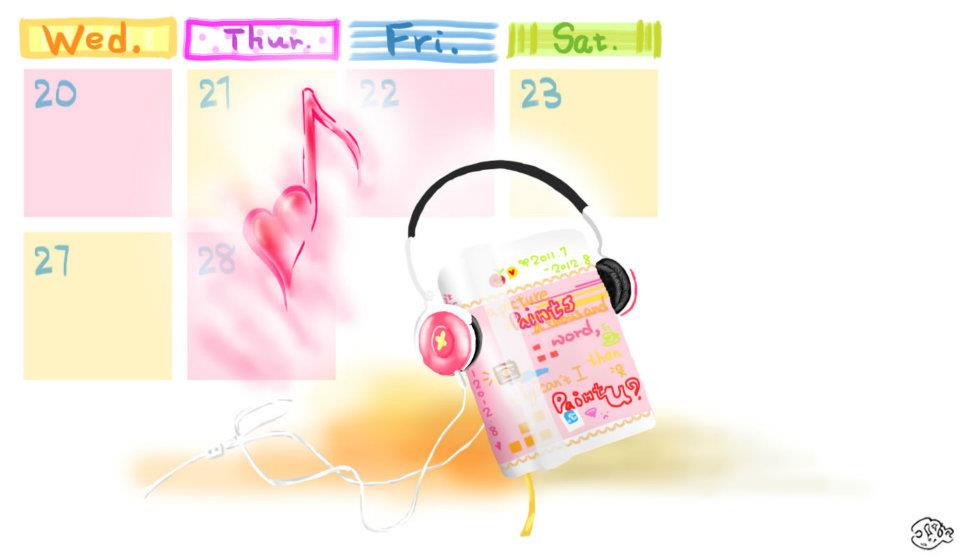 Wed. Thur. Fri. Sat.
20 21 22 23
27 28
2011.7
-2012.8
picture
Paints
A thousand
word,
can't I then
Paint U?